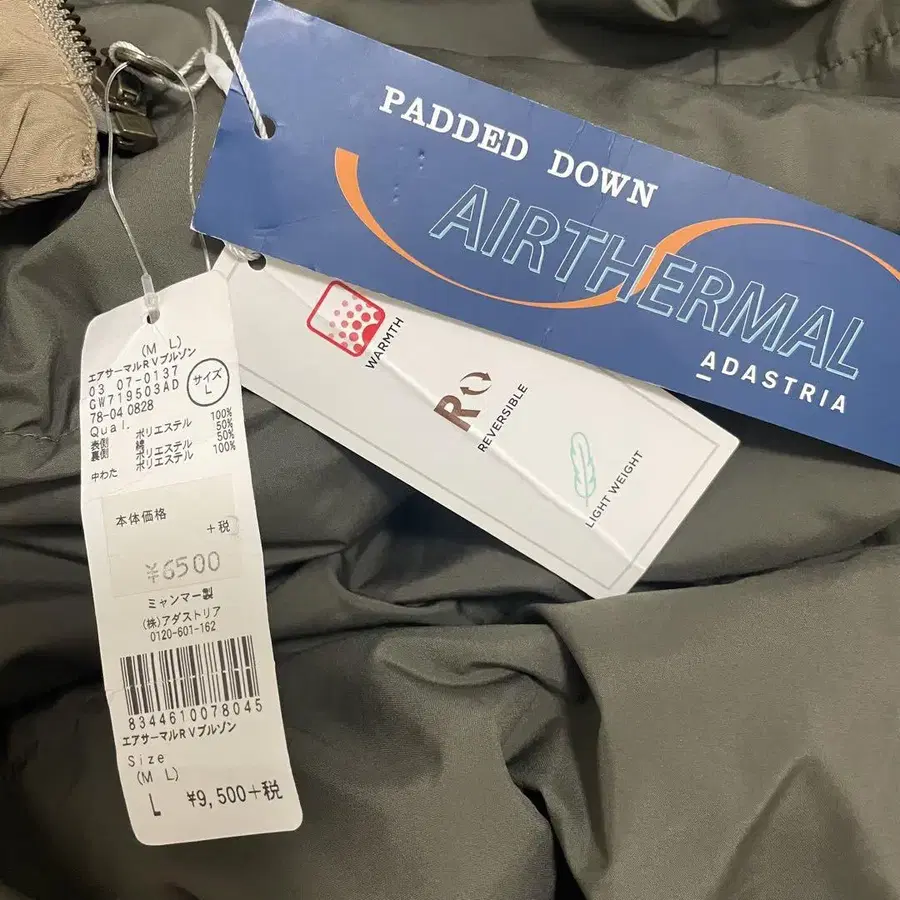 PADDED DOWN
AIRTHERMAL
ADASTRIA
WARMTH
RO
REVERSIBLE
LIGHT WEIGHT
(M L)
エアサーマルRVブルゾン
03 07-0137
GW719503AD
78-04 0828
サイズ
L
Qual.
表側 ポリエステル 100%
裏側 綿 50%
ポリエステル 50%
中わた ポリエステル 100%
本体価格
+税
¥6500
ミャンマー製
(株)アダストリア
0120-601-162
8344610078045
エアサーマルRVブルゾン
Size
(M L)
L ¥9,500+税